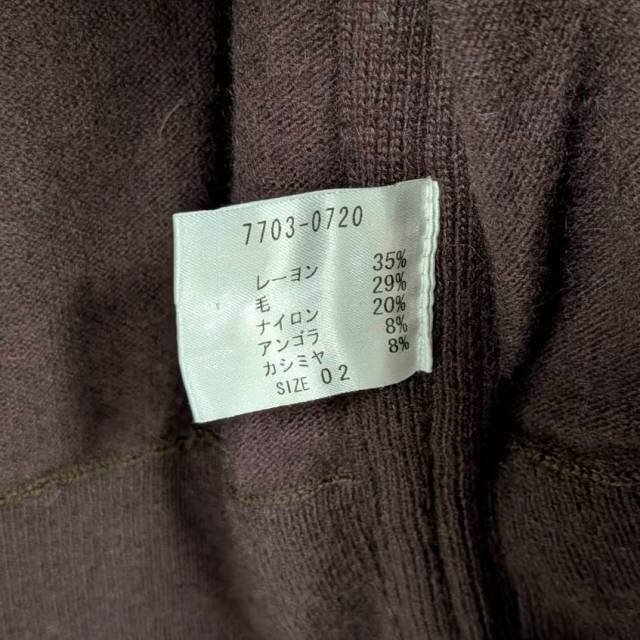 7703-0720
レーヨン 35%
毛 29%
ナイロン 20%
アンゴラ 8%
カシミヤ 8%
SIZE 02